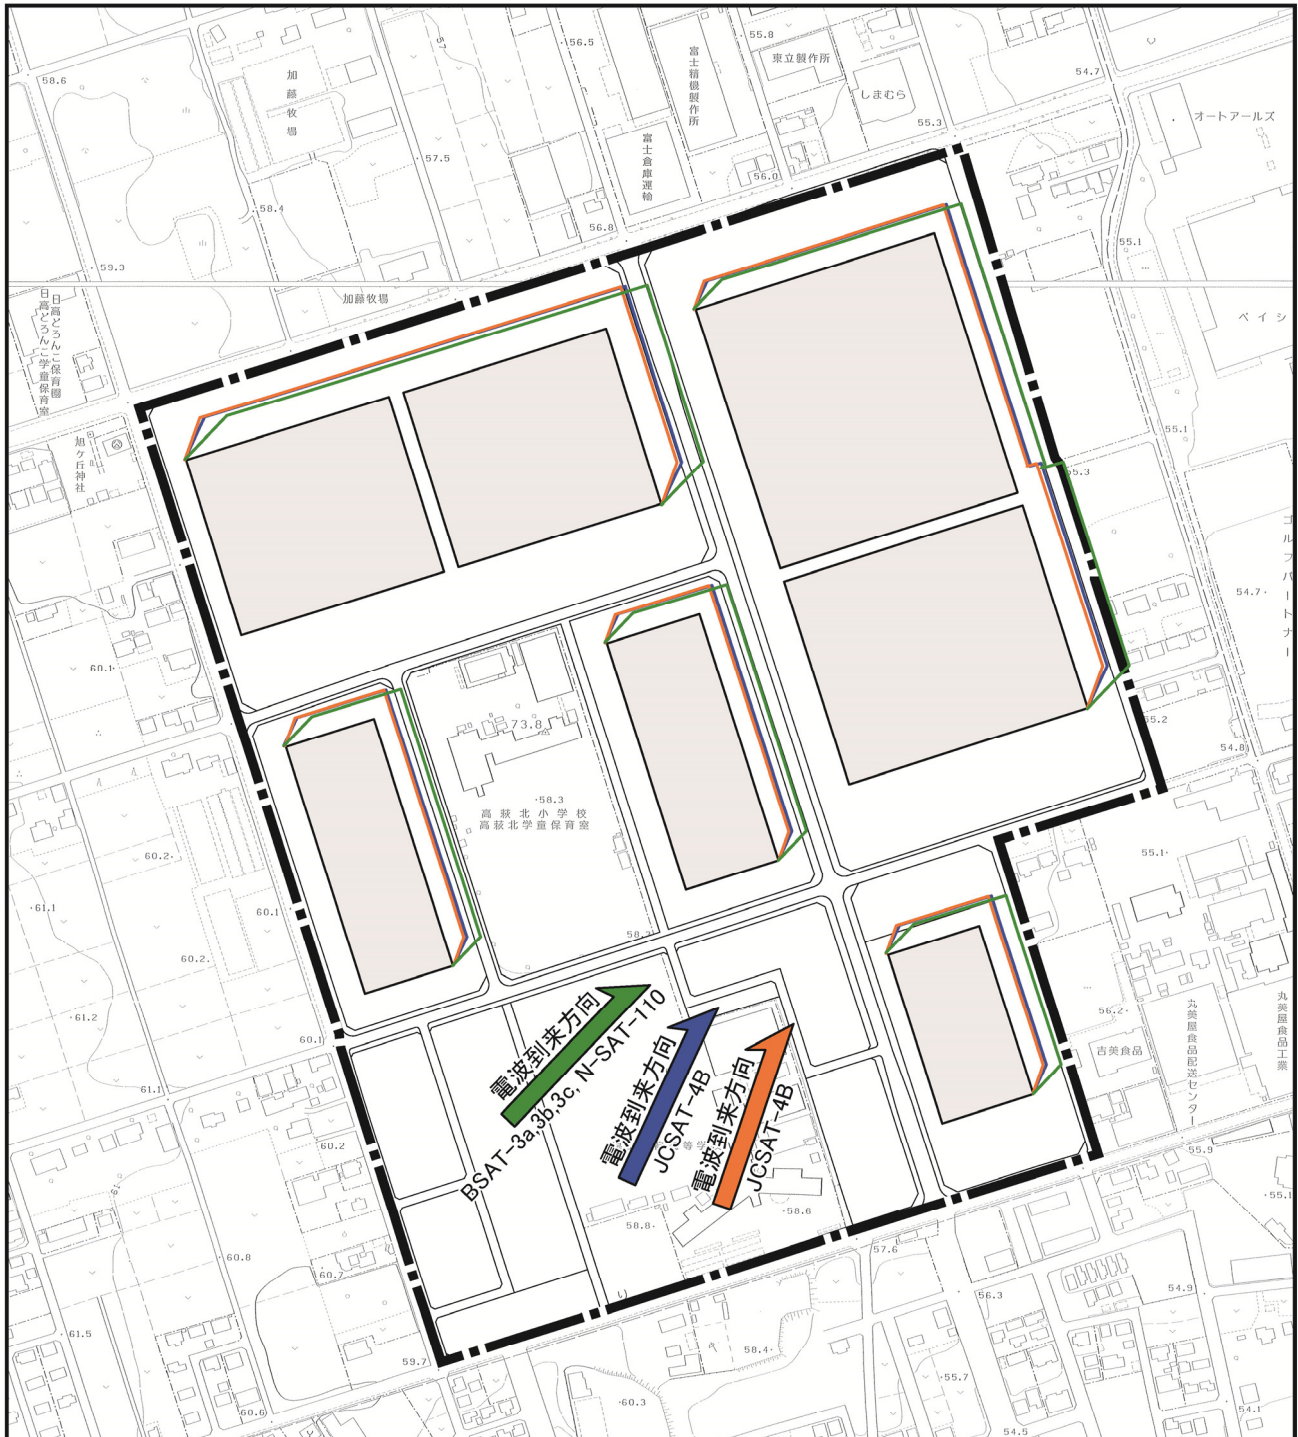 56.5
55.8
富士精機製作所
東立製作所
しまむら
54.7
オートアールズ
58.6
加藤牧場
57.5
富士倉庫運輸
55.3
56.0
58.4
56.8
55.1
59.3
加藤牧場
日高どろんこ保育園
日高どろんこ学童保育室
ベイシ
旭ケ丘神社
55.1
55.3
ゴルフパートナー
54.7
60.1
73.8
55.2
54.8
58.3
高萩北小学校
高萩北学童保育室
60.2
55.1
61.1
60.1
60.2
58.2
61.2
60.1
56.2
吉美食品
丸美屋食品配送センター
丸美屋食品工業
電波到来方向
BSAT-3a,3b,3c, N-SAT-110
電波到来方向
JCSAT-4B
電波到来方向
JCSAT-4B
61.1
60.2
55.9
55.1
58.8
58.6
60.8
57.6
60.7
56.3
54.9
61.5
59.7
58.4
55.7
60.6
60.3
54.1
54.5